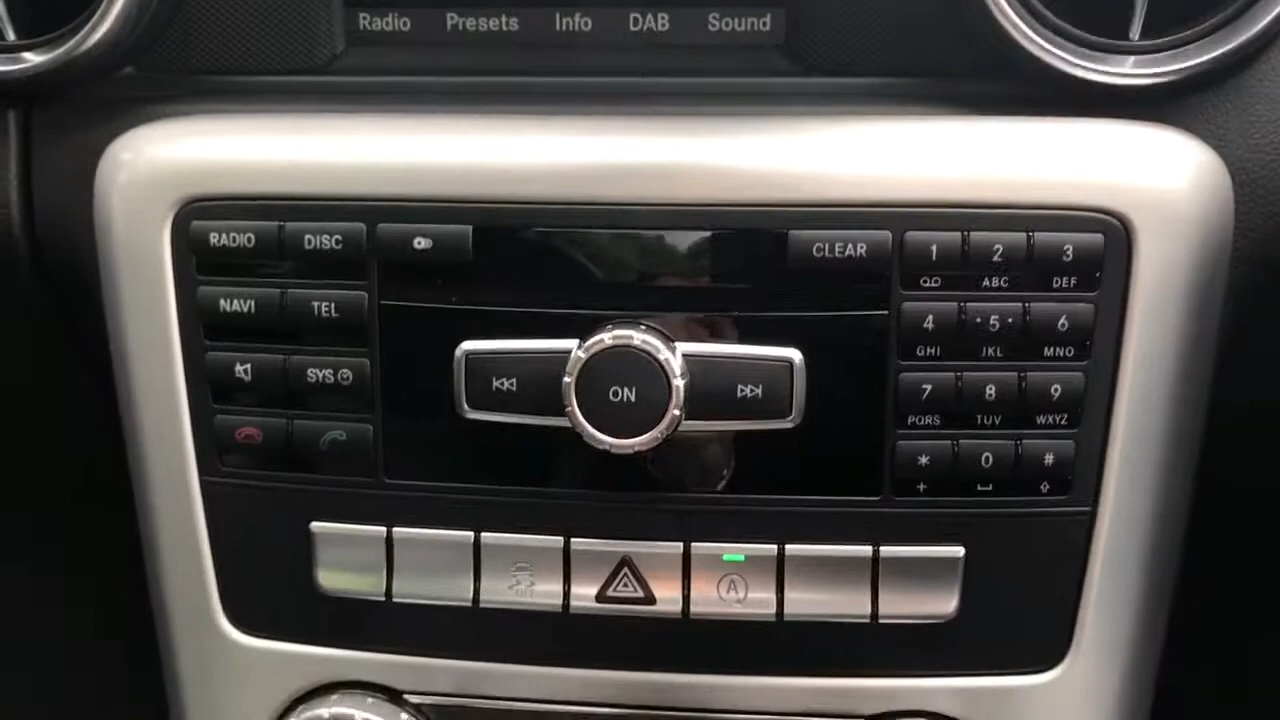 Radio Presets Info DAB Sound
RADIO DISC CLEAR 1 2 3
ABC DEF
NAVI TEL 4 5 6
GHI JKL MNO
SYS ON 7 8 9
PQRS TUV WXYZ
* 0 #
+
OFF
A